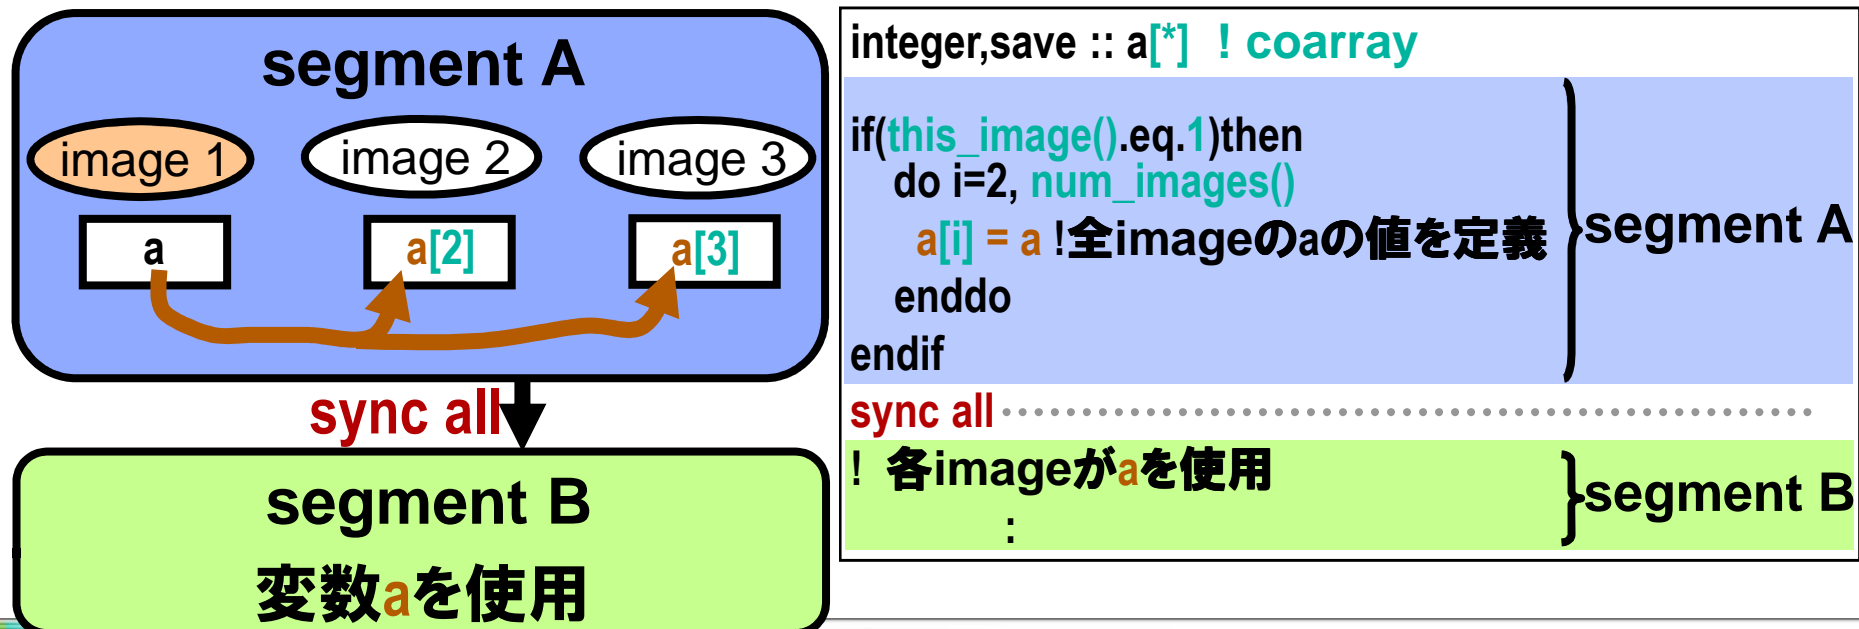 segment A
image 1 image 2 image 3
a a[2] a[3]
sync all
segment B
変数aを使用
integer,save :: a[*] ! coarray
if(this_image().eq.1)then
do i=2, num_images()
a[i] = a !全imageのaの値を定義
enddo
endif
segment A
sync all
! 各imageがaを使用
:
segment B